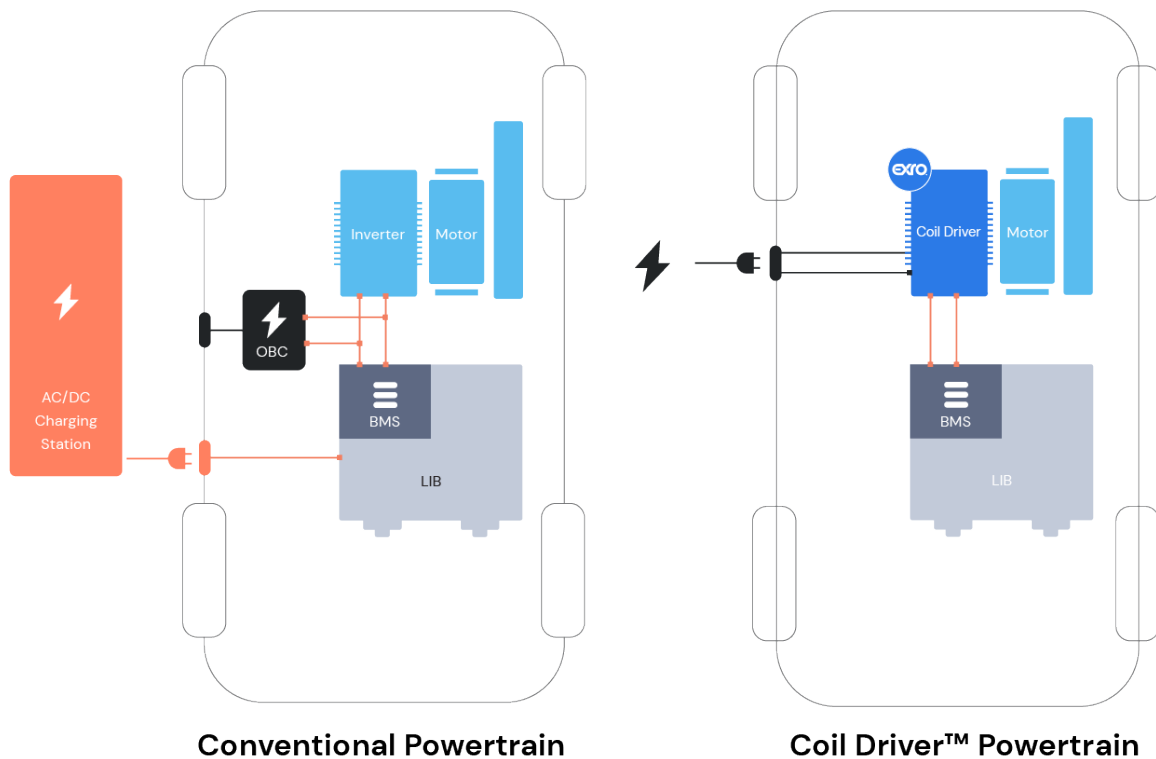 Inverter
Motor
OBC
AC/DC
Charging
Station
BMS
LIB
Conventional Powertrain
exro
Coil Driver
Motor
BMS
LIB
Coil Driver™ Powertrain